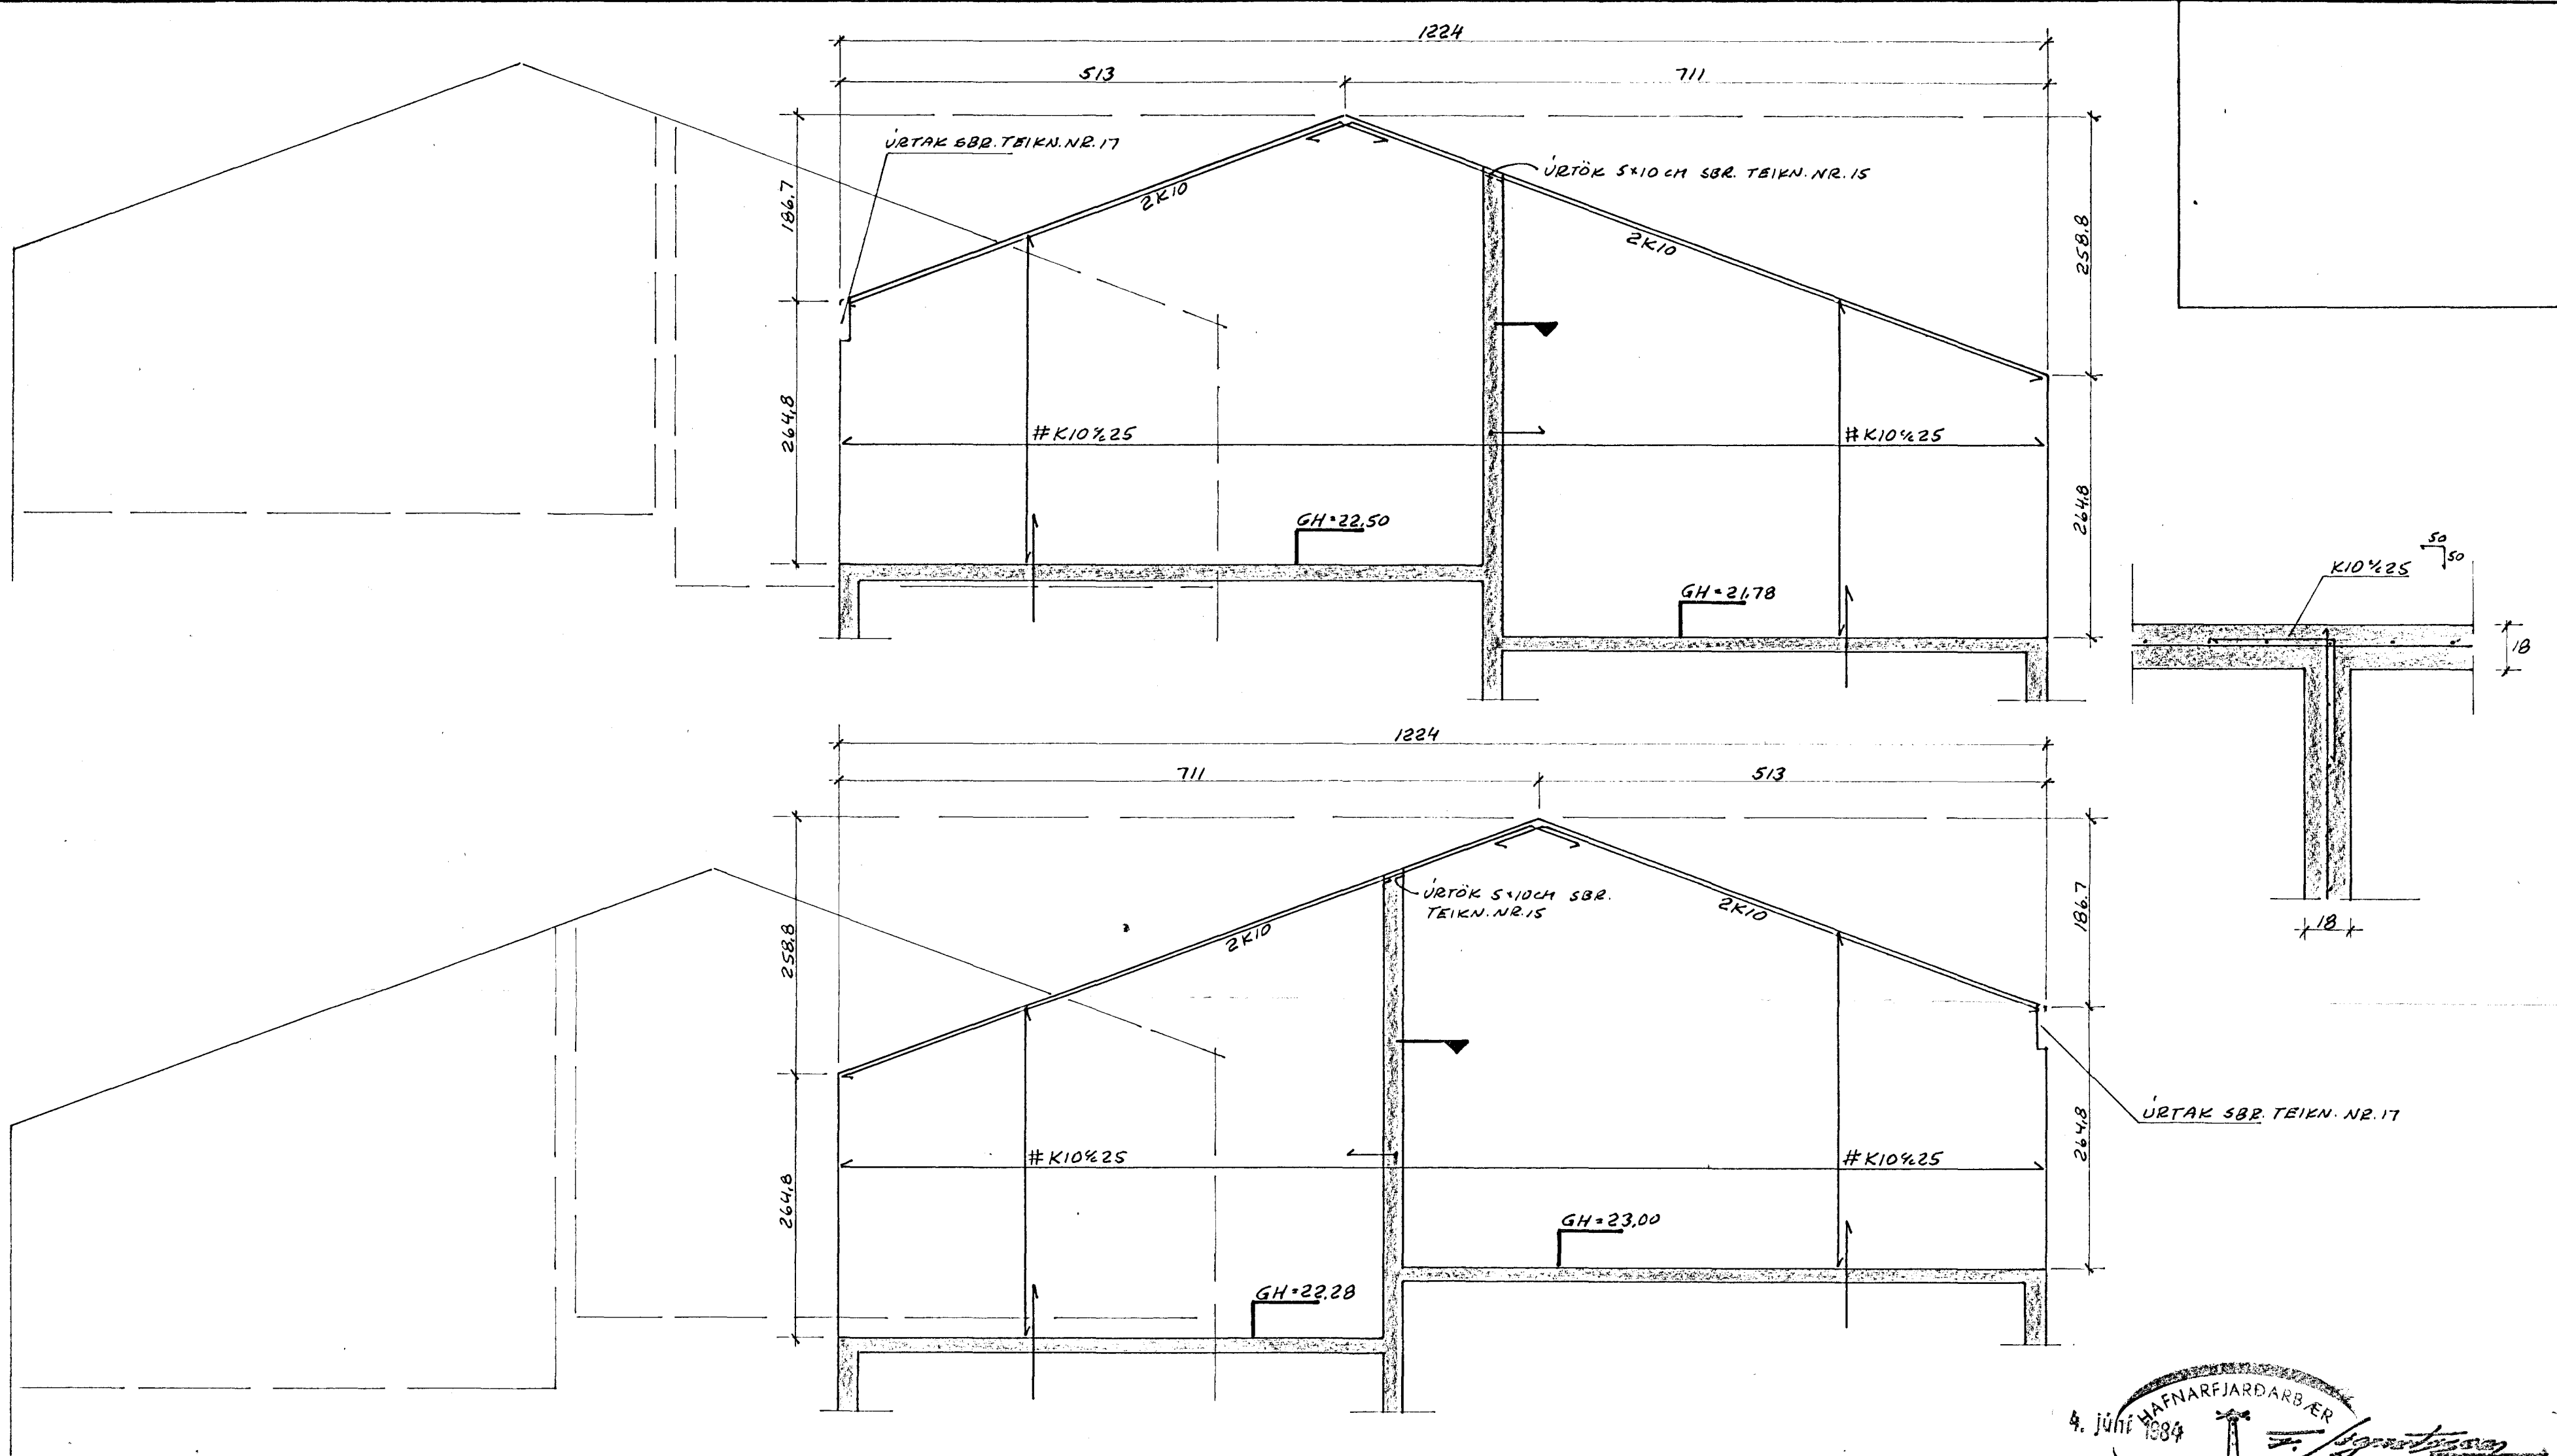 1224
513
711
186.7
264.8
258.8
264.8
ÚRTAK SBR. TEIKN. NR. 17
ÚRTÖK 5x10 CM SBR. TEIKN. NR. 15
2K10
2K10
# K10 % 25
# K10 % 25
GH=22.50
GH=21.78
K10 % 25
50
50
18
18
1224
711
513
258.8
264.8
186.7
264.8
ÚRTÖK 5x10CM SBR.
TEIKN. NR. 15
2K10
2K10
ÚRTAK SBR. TEIKN. NR. 17
# K10 % 25
# K10 % 25
GH=23.00
GH=22.28
HAFNARFJARÐARBÆR
4. júní 1984